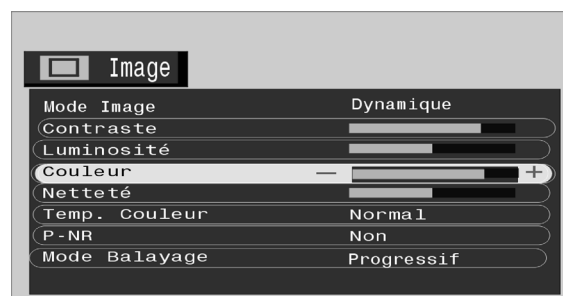 Image
Mode Image Dynamique
Contraste
Luminosité
Couleur — +
Netteté
Temp. Couleur Normal
P-NR Non
Mode Balayage Progressif